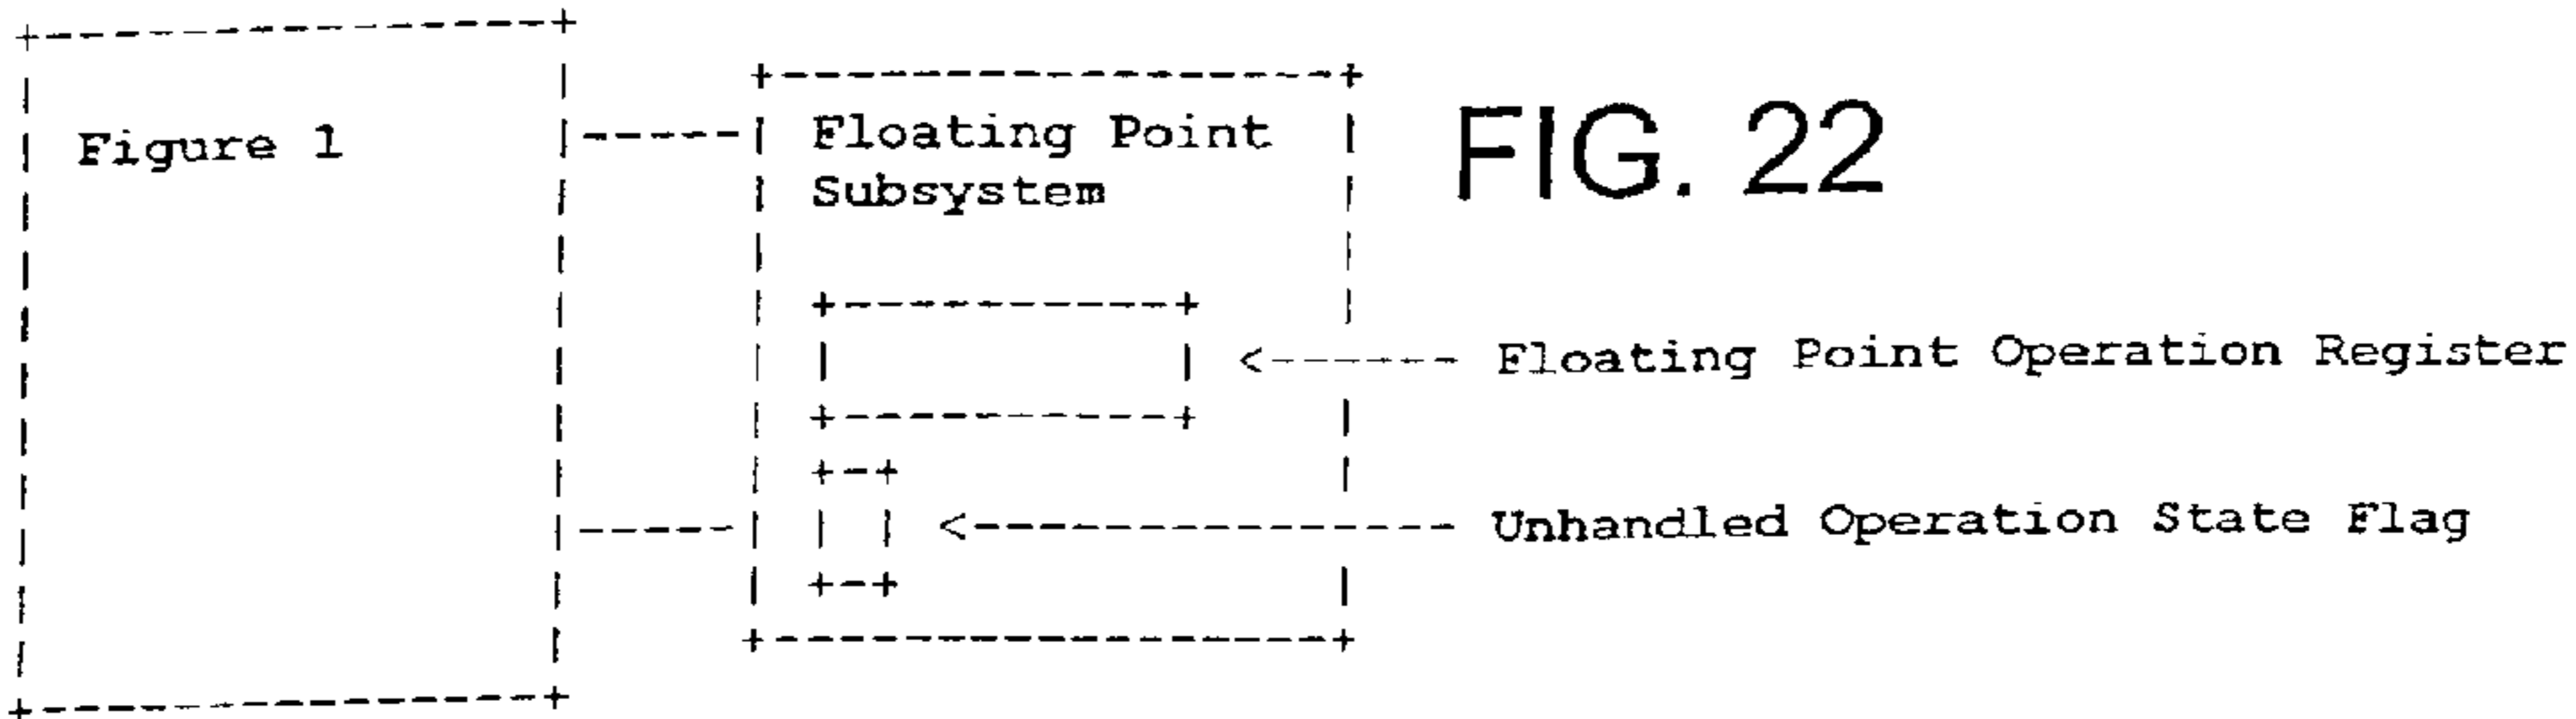 Figure 1
Floating Point
Subsystem
FIG. 22
Floating Point Operation Register
Unhandled Operation State Flag